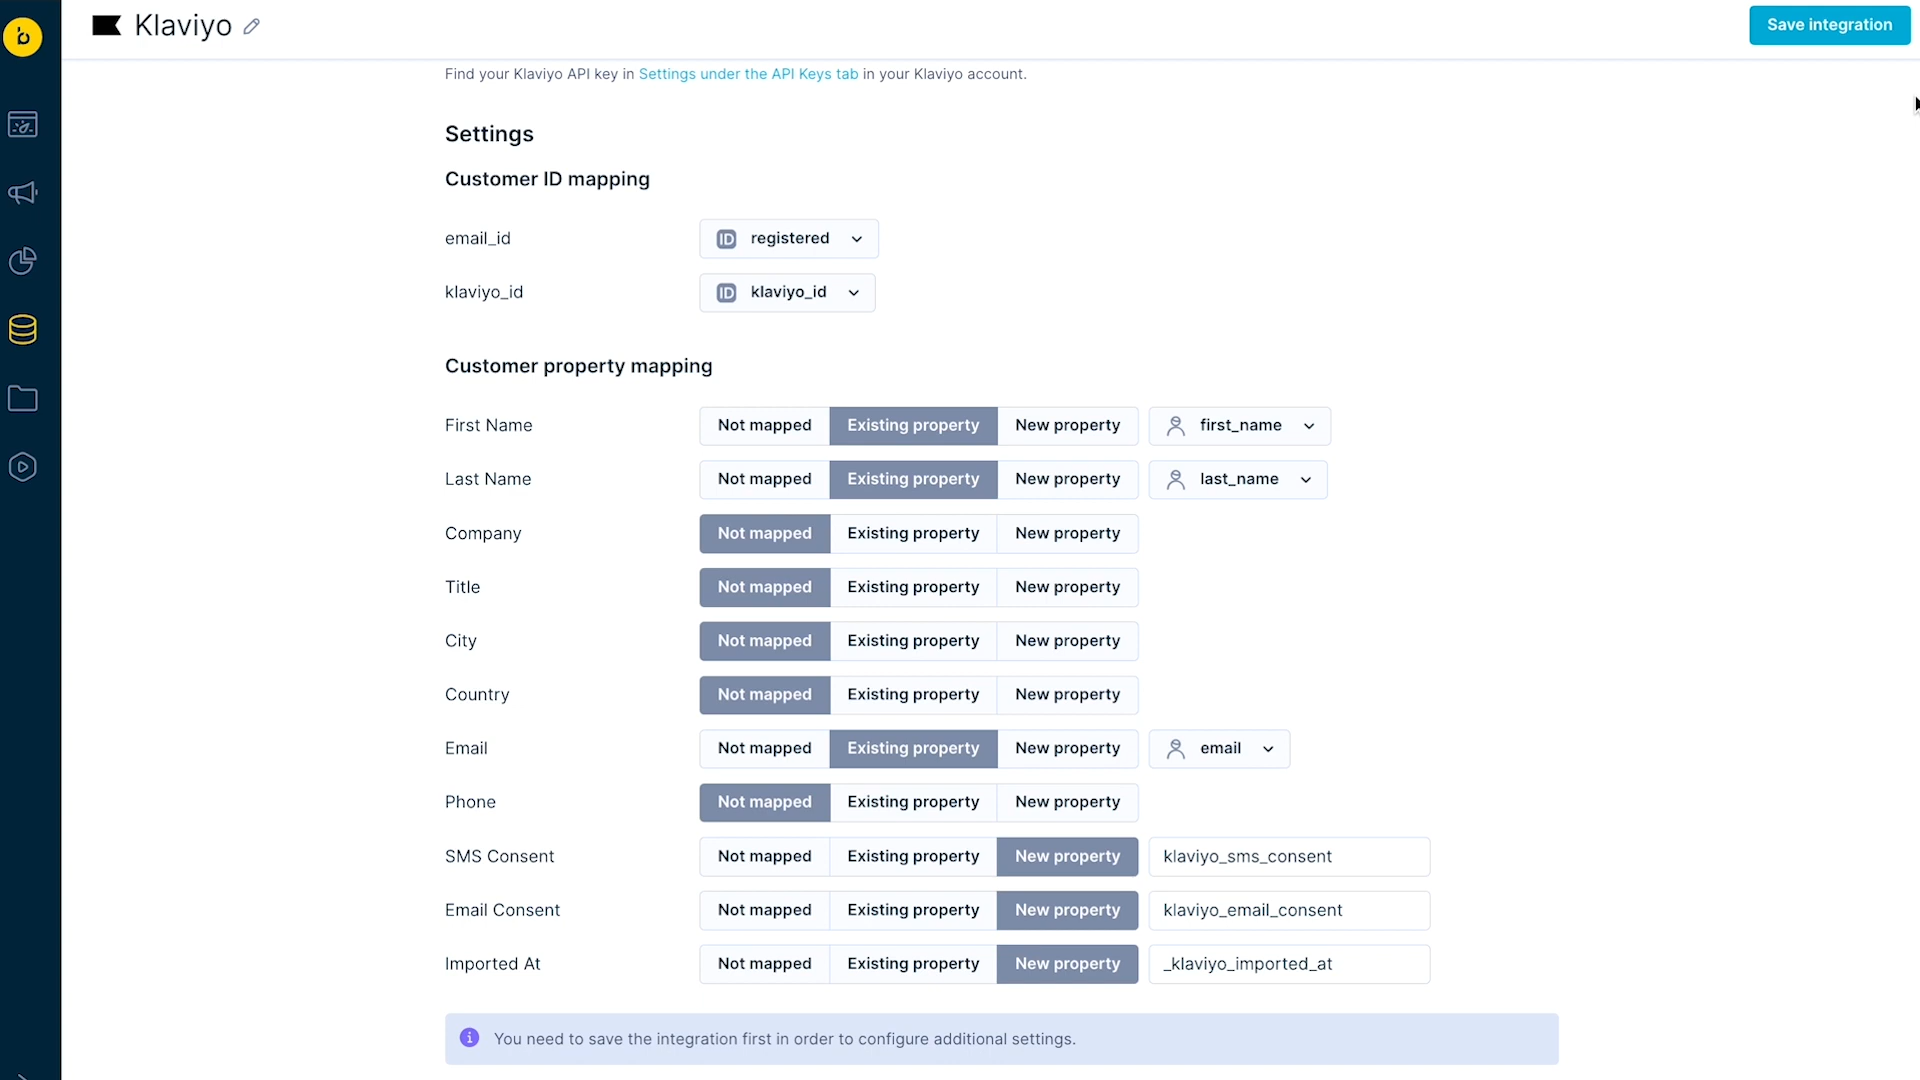 Klaviyo
Save integration
Find your Klaviyo API key in Settings under the API Keys tab in your Klaviyo account.
Settings
Customer ID mapping
email_id ID registered
klaviyo_id ID klaviyo_id
Customer property mapping
First Name Not mapped Existing property New property first_name
Last Name Not mapped Existing property New property last_name
Company Not mapped Existing property New property
Title Not mapped Existing property New property
City Not mapped Existing property New property
Country Not mapped Existing property New property
Email Not mapped Existing property New property email
Phone Not mapped Existing property New property
SMS Consent Not mapped Existing property New property klaviyo_sms_consent
Email Consent Not mapped Existing property New property klaviyo_email_consent
Imported At Not mapped Existing property New property _klaviyo_imported_at
You need to save the integration first in order to configure additional settings.